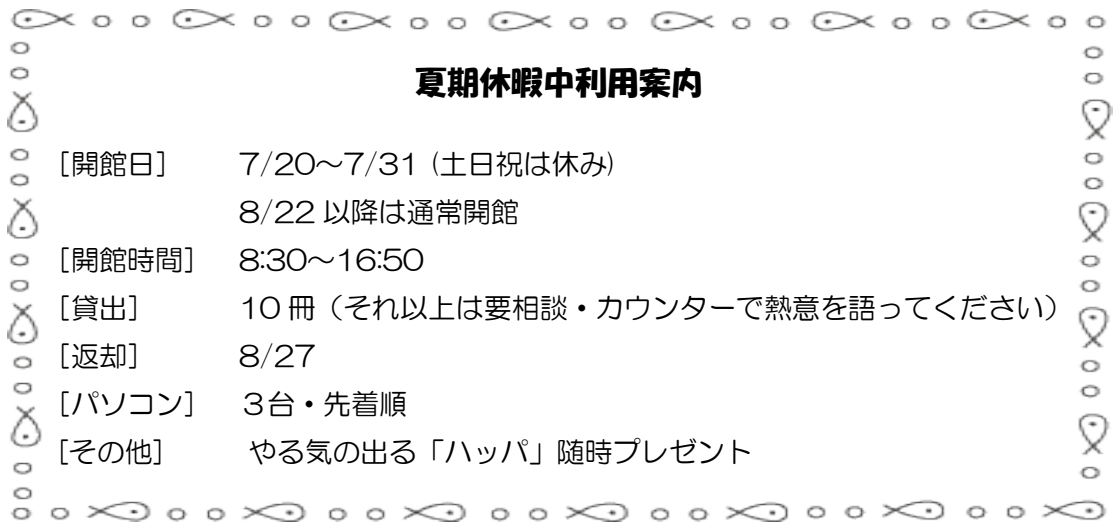 夏期休暇中利用案内
[開館日] 7/20～7/31 (土日祝は休み)
8/22 以降は通常開館
[開館時間] 8:30～16:50
[貸出] 10 冊（それ以上は要相談・カウンターで熱意を語ってください）
[返却] 8/27
[パソコン] 3台・先着順
[その他] やる気の出る「ハッパ」随時プレゼント